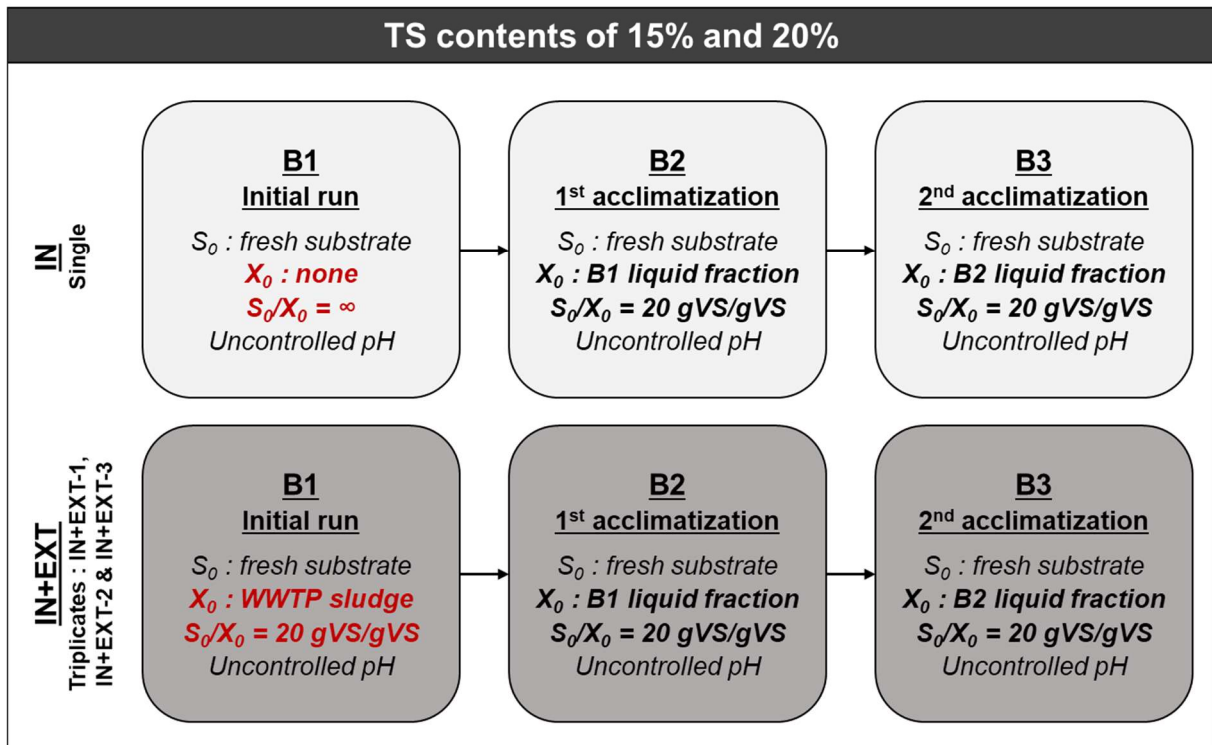 TS contents of 15% and 20%
IN
Single
B1
Initial run
S₀ : fresh substrate
X₀ : none
S₀/X₀ = ∞
Uncontrolled pH
B2
1st acclimatization
S₀ : fresh substrate
X₀ : B1 liquid fraction
S₀/X₀ = 20 gVS/gVS
Uncontrolled pH
B3
2nd acclimatization
S₀ : fresh substrate
X₀ : B2 liquid fraction
S₀/X₀ = 20 gVS/gVS
Uncontrolled pH
IN+EXT
Triplicates : IN+EXT-1,
IN+EXT-2 & IN+EXT-3
B1
Initial run
S₀ : fresh substrate
X₀ : WWTP sludge
S₀/X₀ = 20 gVS/gVS
Uncontrolled pH
B2
1st acclimatization
S₀ : fresh substrate
X₀ : B1 liquid fraction
S₀/X₀ = 20 gVS/gVS
Uncontrolled pH
B3
2nd acclimatization
S₀ : fresh substrate
X₀ : B2 liquid fraction
S₀/X₀ = 20 gVS/gVS
Uncontrolled pH